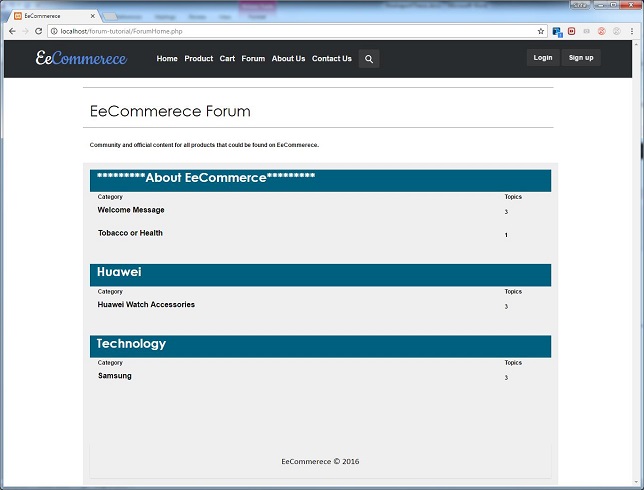 EeCommerece
localhost/forum-tutorial/ForumHome.php
EeCommerece
Home Product Cart Forum About Us Contact Us
Login Sign up
EeCommerece Forum
Community and official content for all products that could be found on EeCommerece.
*********About EeCommerce*********
Category Topics
Welcome Message 3
Tobacco or Health 1
Huawei
Category Topics
Huawei Watch Accessories 3
Technology
Category Topics
Samsung 3
EeCommerece © 2016